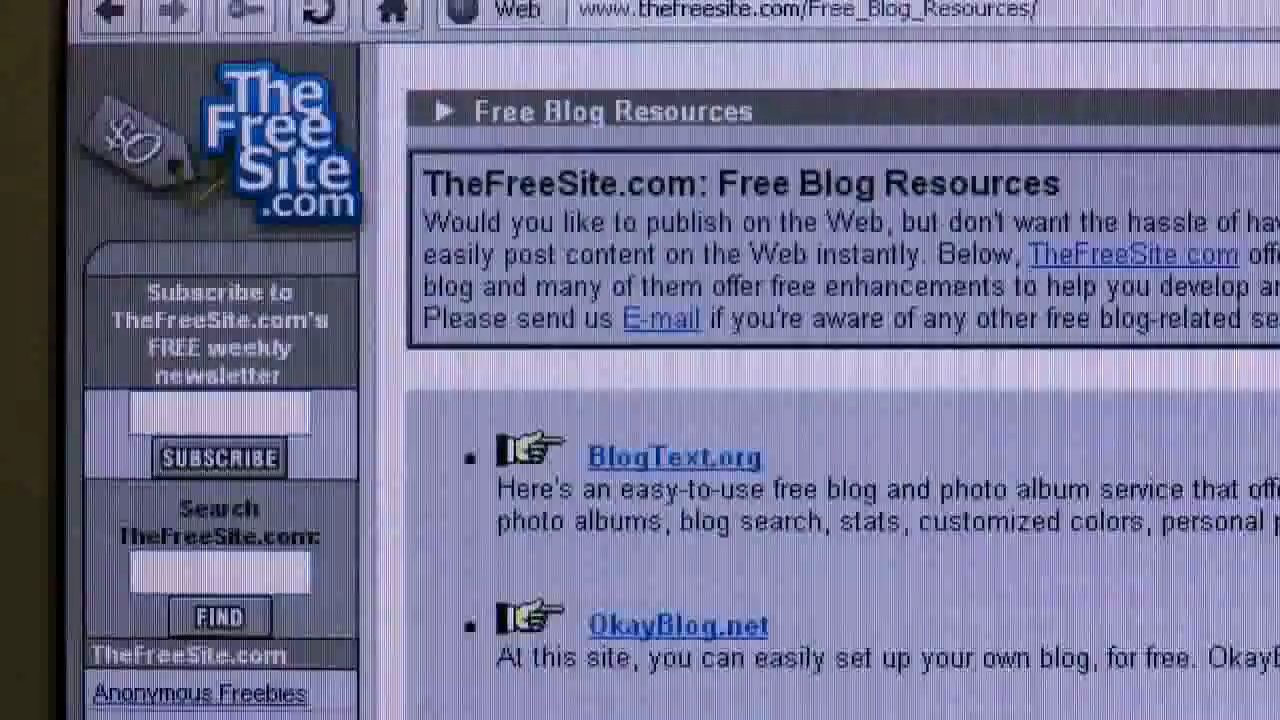 Web www.thefreesite.com/Free_Blog_Resources/
£0
The
Free
Site
.com
Free Blog Resources
TheFreeSite.com: Free Blog Resources
Would you like to publish on the Web, but don't want the hassle of
easily post content on the Web instantly. Below, TheFreeSite.com
blog and many of them offer free enhancements to help you develop
Please send us E-mail if you're aware of any other free blog-related
Subscribe to
TheFreeSite.com's
FREE weekly
newsletter
SUBSCRIBE
Search
TheFreeSite.com:
FIND
TheFreeSite.com
Anonymous Freebies
BlogText.org
Here's an easy-to-use free blog and photo album service that
photo albums, blog search, stats, customized colors, personal
OkayBlog.net
At this site, you can easily set up your own blog, for free.